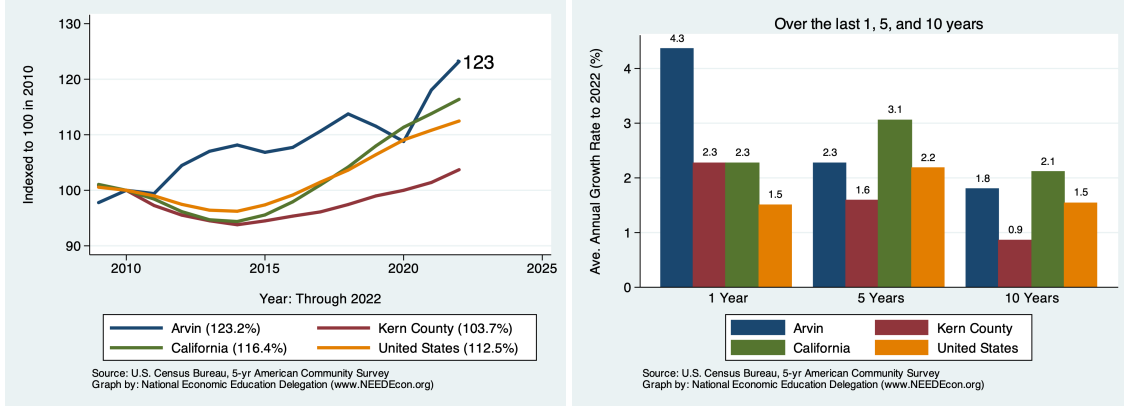 130
120
110
100
90
Indexed to 100 in 2010
123
2010
2015
2020
2025
Year: Through 2022
Arvin (123.2%)
Kern County (103.7%)
California (116.4%)
United States (112.5%)
Source: U.S. Census Bureau, 5-yr American Community Survey
Graph by: National Economic Education Delegation (www.NEEDEcon.org)
Over the last 1, 5, and 10 years
Ave. Annual Growth Rate to 2022 (%)
4
3
2
1
0
4.3
2.3
2.3
1.5
2.3
1.6
3.1
2.2
1.8
0.9
2.1
1.5
1 Year
5 Years
10 Years
Arvin
Kern County
California
United States
Source: U.S. Census Bureau, 5-yr American Community Survey
Graph by: National Economic Education Delegation (www.NEEDEcon.org)